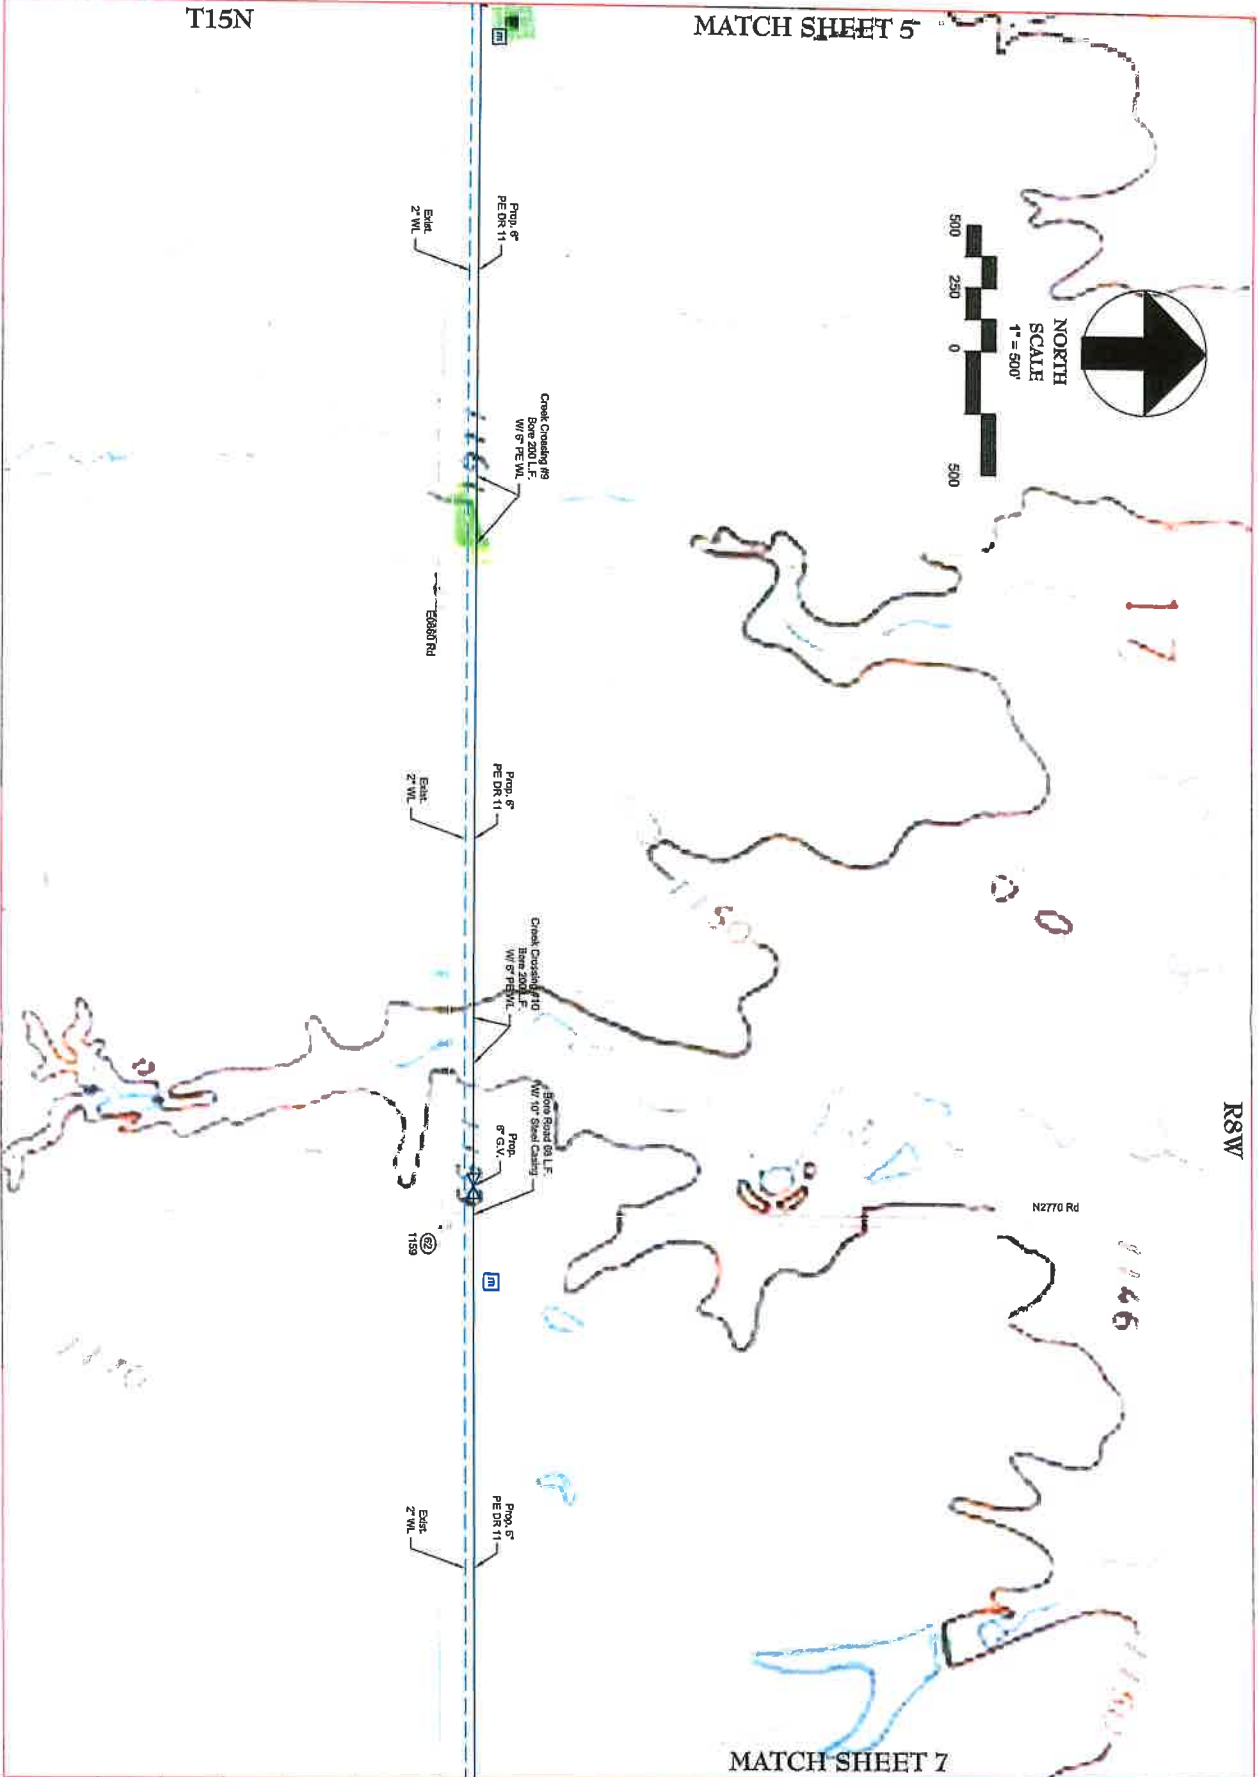 T15N
MATCH SHEET 5
m
Prop. 6"
PE DR 11
Exist.
2" WL
500
250
0
500
NORTH
SCALE
1" = 500'
Creek Crossing #9
Bore 200 L.F.
W/ 6" PE WL
17
E0860 Rd
Prop. 6"
PE DR 11
Exist.
2" WL
1150
Creek Crossing #10
Bore 200 L.F.
W/ 6" PE WL
R8W
Bore Road 68 L.F.
W/ 10" Steel Casing
Prop.
6" G.V.
N2770 Rd
62
1159
m
Prop. 6"
PE DR 11
Exist.
2" WL
MATCH SHEET 7